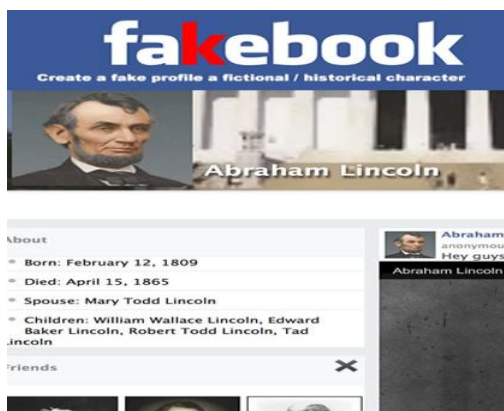 fakebook
Create a fake profile a fictional / historical character
Abraham Lincoln
About
Born: February 12, 1809
Died: April 15, 1865
Spouse: Mary Todd Lincoln
Children: William Wallace Lincoln, Edward
Baker Lincoln, Robert Todd Lincoln, Tad
Lincoln
Friends
Abraham
anonymou
Hey guys
Abraham Lincoln